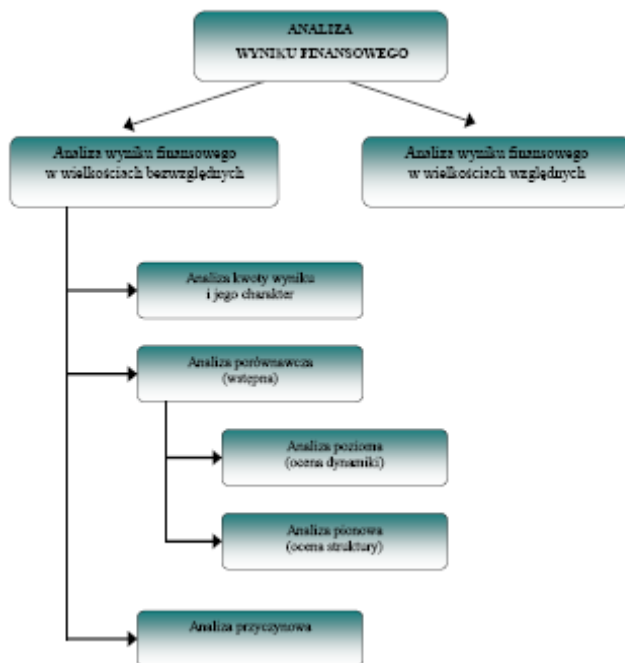 ANALIZA
WYNIKU FINANSOWEGO
Analiza wyniku finansowego
w wielkościach bezwzględnych
Analiza wyniku finansowego
w wielkościach względnych
Analiza kwoty wyniku
i jego charakter
Analiza porównawcza
(wstępna)
Analiza pozioma
(ocena dynamiki)
Analiza pionowa
(ocena struktury)
Analiza przyczynowa